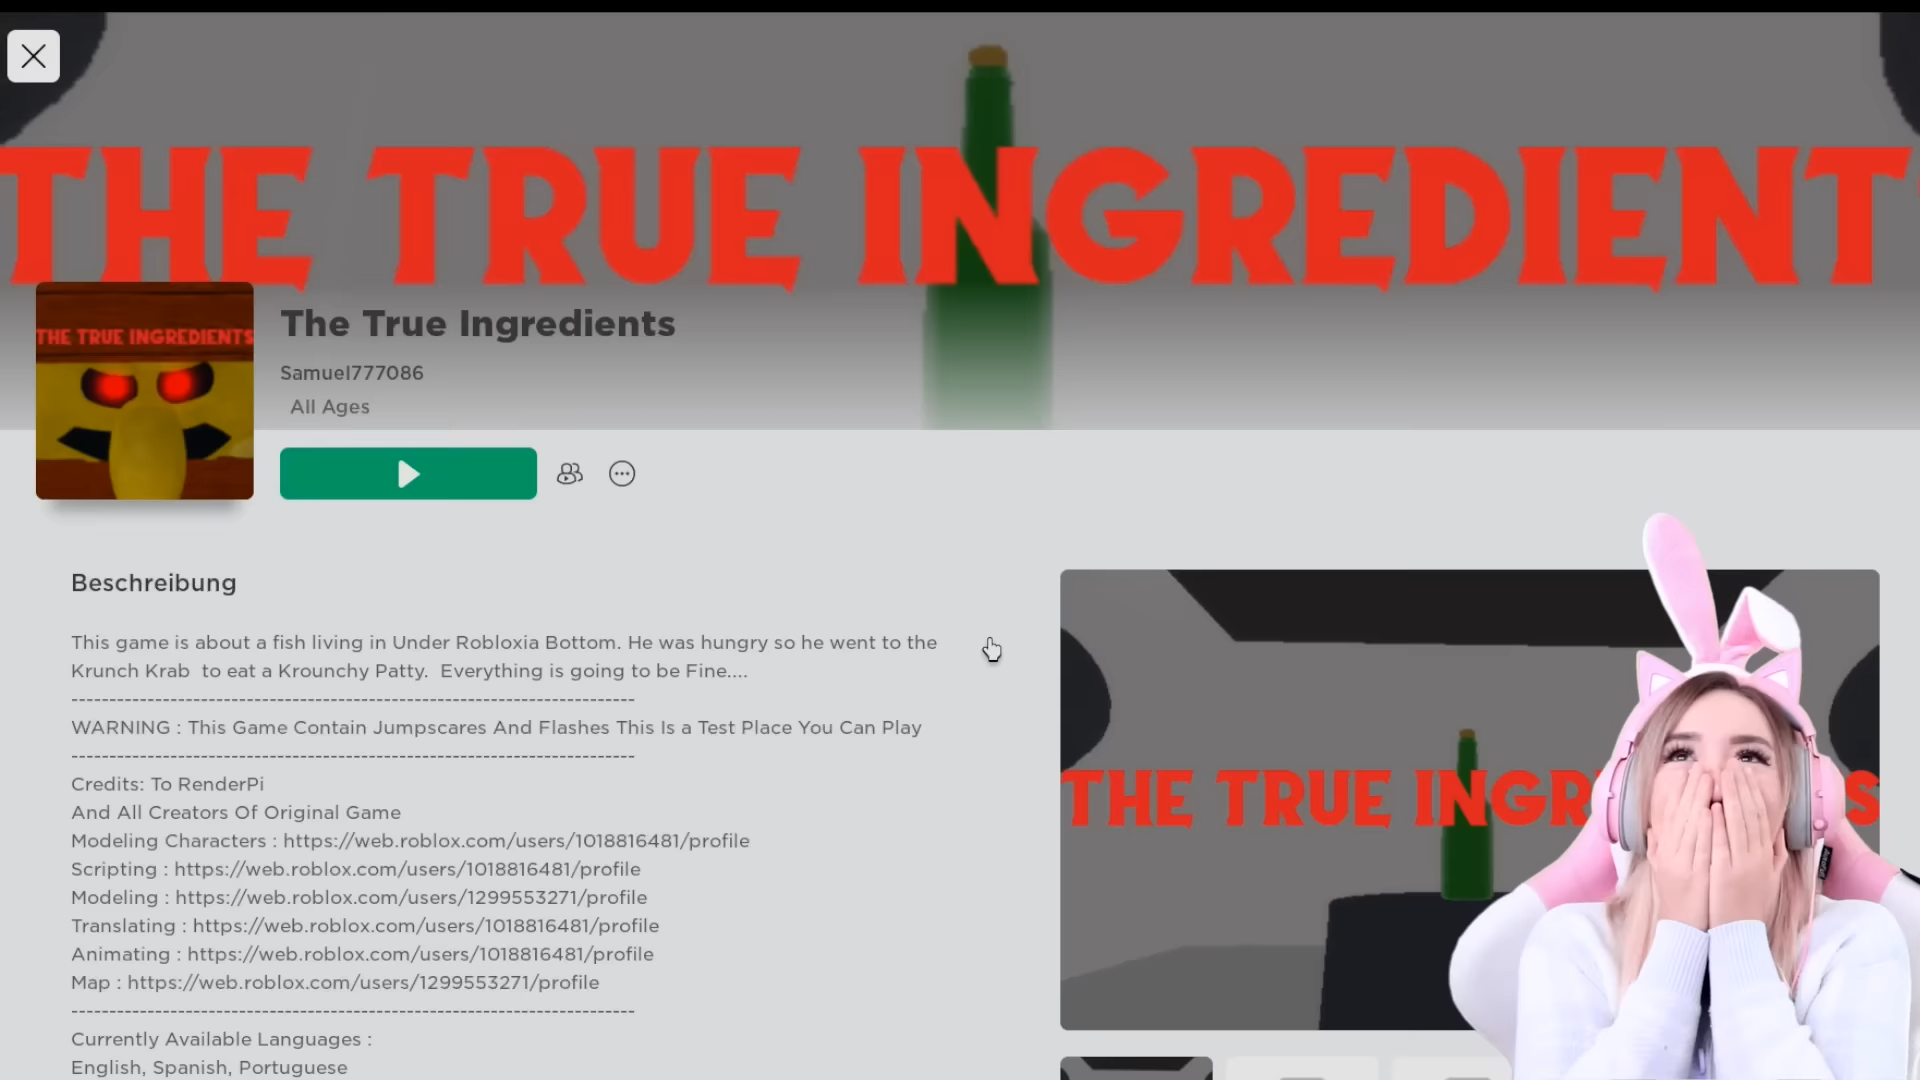 THE TRUE INGREDIENT
THE TRUE INGREDIENTS
The True Ingredients
Samuel777086
All Ages
Beschreibung
This game is about a fish living in Under Robloxia Bottom. He was hungry so he went to the
Krunch Krab  to eat a Krounchy Patty.  Everything is going to be Fine....
-------------------------------------------------------------------------
WARNING : This Game Contain Jumpscares And Flashes This Is a Test Place You Can Play
-------------------------------------------------------------------------
Credits: To RenderPi
And All Creators Of Original Game
Modeling Characters : https://web.roblox.com/users/1018816481/profile
Scripting : https://web.roblox.com/users/1018816481/profile
Modeling : https://web.roblox.com/users/1299553271/profile
Translating : https://web.roblox.com/users/1018816481/profile
Animating : https://web.roblox.com/users/1018816481/profile
Map : https://web.roblox.com/users/1299553271/profile
-------------------------------------------------------------------------
Currently Available Languages :
English, Spanish, Portuguese
THE TRUE INGR S